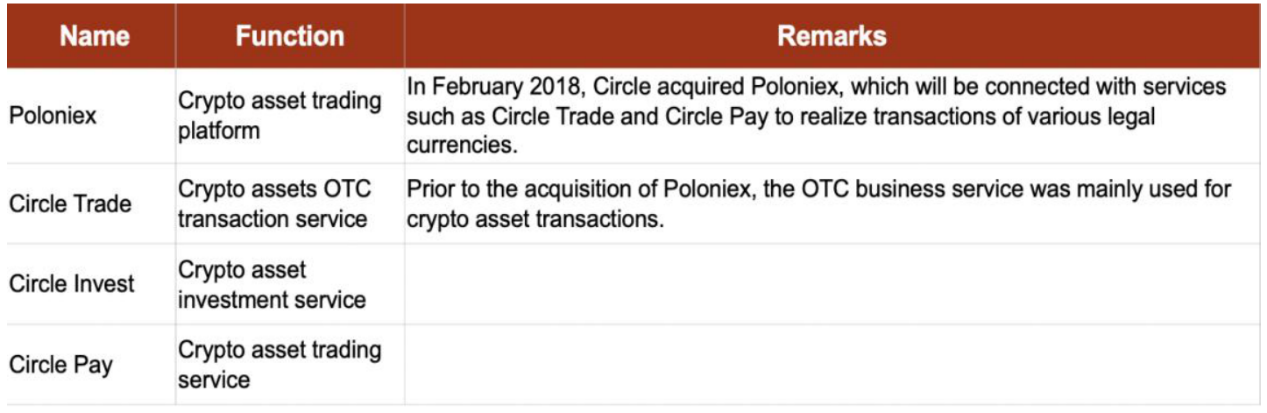 Name Function Remarks
Poloniex
Crypto asset trading
platform
In February 2018, Circle acquired Poloniex, which will be connected with services
such as Circle Trade and Circle Pay to realize transactions of various legal
currencies.
Circle Trade
Crypto assets OTC
transaction service
Prior to the acquisition of Poloniex, the OTC business service was mainly used for
crypto asset transactions.
Circle Invest
Crypto asset
investment service
Circle Pay
Crypto asset trading
service